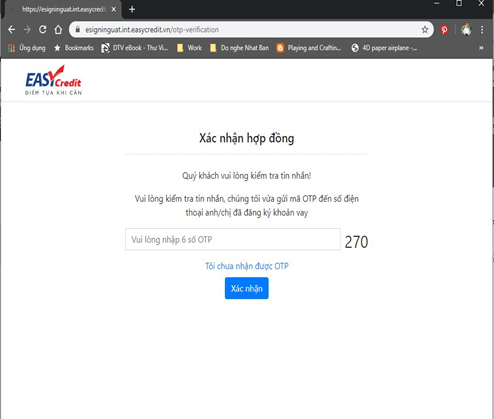 https://esigninguat.int.easycredit
esigninguat.int.easycredit.vn/otp-verification
Ứng dụng Bookmarks DTV eBook - Thư Vi... Work Do nghe Nhat Ban Playing and Craftin... 4D paper airplane -...
EASY Credit
ĐIỂM TỰA KHI CẦN
Xác nhận hợp đồng
Quý khách vui lòng kiểm tra tin nhắn!
Vui lòng kiểm tra tin nhắn, chúng tôi vừa gửi mã OTP đến số điện
thoại anh/chị đã đăng ký khoản vay
Vui lòng nhập 6 số OTP 270
Tôi chưa nhận được OTP
Xác nhận